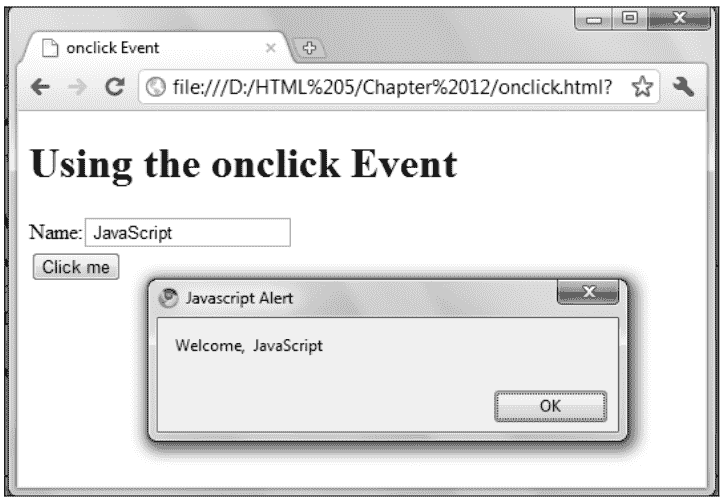 onclick Event
file:///D:/HTML%205/Chapter%2012/onclick.html?
Using the onclick Event
Name: JavaScript
Click me
Javascript Alert
Welcome, JavaScript
OK